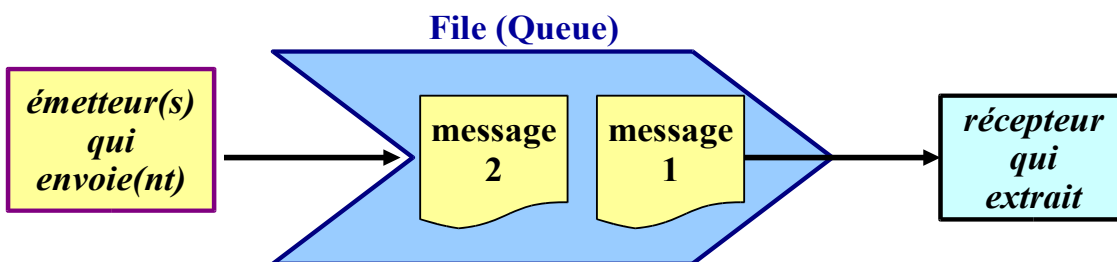 File (Queue)
émetteur(s)
qui
envoie(nt)
message
2
message
1
récepteur
qui
extrait